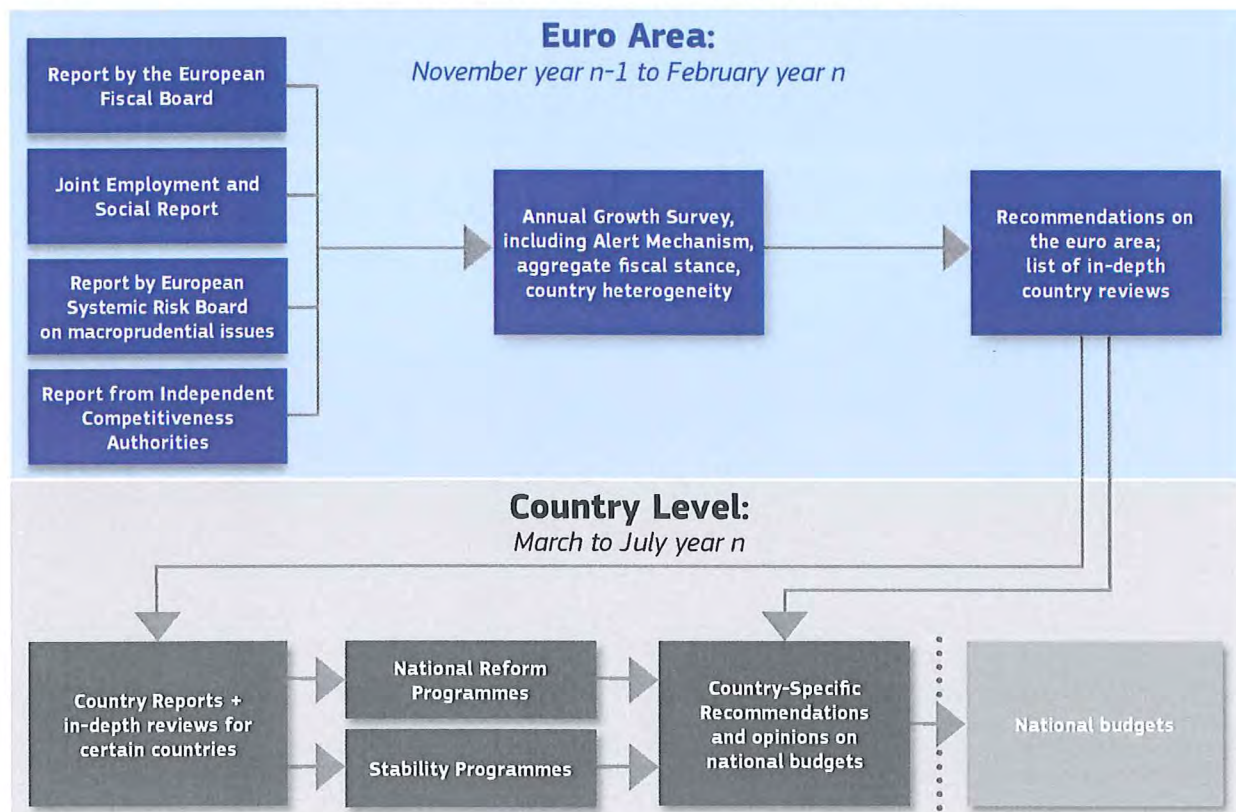 Euro Area:
November year n-1 to February year n
Report by the European
Fiscal Board
Joint Employment and
Social Report
Report by European
Systemic Risk Board
on macroprudential issues
Report from Independent
Competitiveness
Authorities
Annual Growth Survey,
including Alert Mechanism,
aggregate fiscal stance,
country heterogeneity
Recommendations on
the euro area;
list of in-depth
country reviews
Country Level:
March to July year n
Country Reports +
in-depth reviews for
certain countries
National Reform
Programmes
Stability Programmes
Country-Specific
Recommendations
and opinions on
national budgets
National budgets